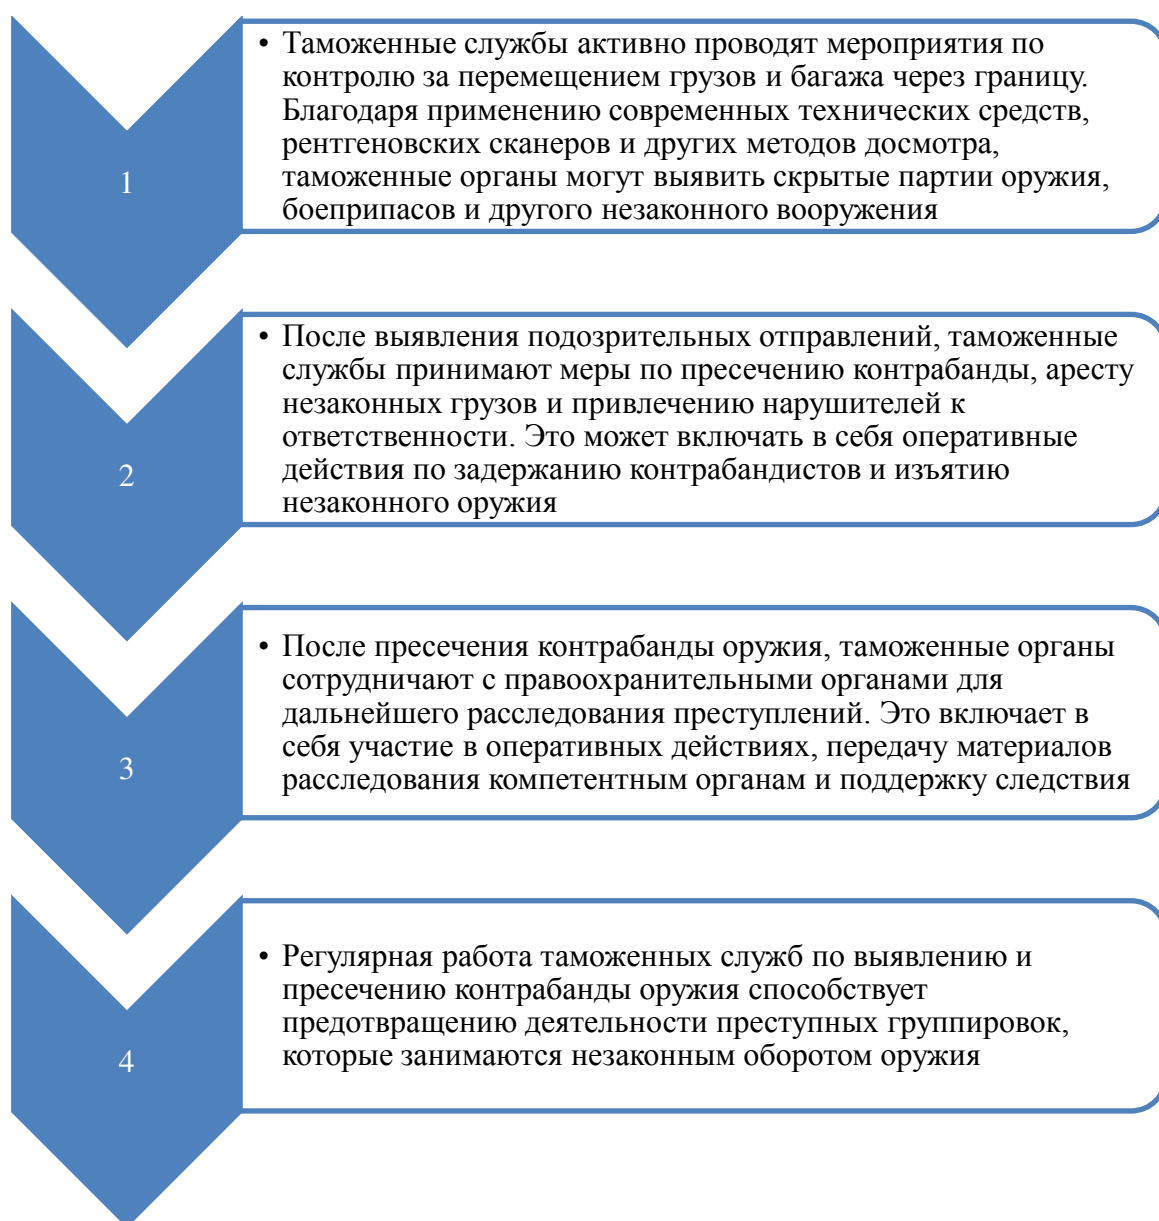 1
• Таможенные службы активно проводят мероприятия по
контролю за перемещением грузов и багажа через границу.
Благодаря применению современных технических средств,
рентгеновских сканеров и других методов досмотра,
таможенные органы могут выявить скрытые партии оружия,
боеприпасов и другого незаконного вооружения
2
• После выявления подозрительных отправлений, таможенные
службы принимают меры по пресечению контрабанды, аресту
незаконных грузов и привлечению нарушителей к
ответственности. Это может включать в себя оперативные
действия по задержанию контрабандистов и изъятию
незаконного оружия
3
• После пресечения контрабанды оружия, таможенные органы
сотрудничают с правоохранительными органами для
дальнейшего расследования преступлений. Это включает в
себя участие в оперативных действиях, передачу материалов
расследования компетентным органам и поддержку следствия
4
• Регулярная работа таможенных служб по выявлению и
пресечению контрабанды оружия способствует
предотвращению деятельности преступных группировок,
которые занимаются незаконным оборотом оружия